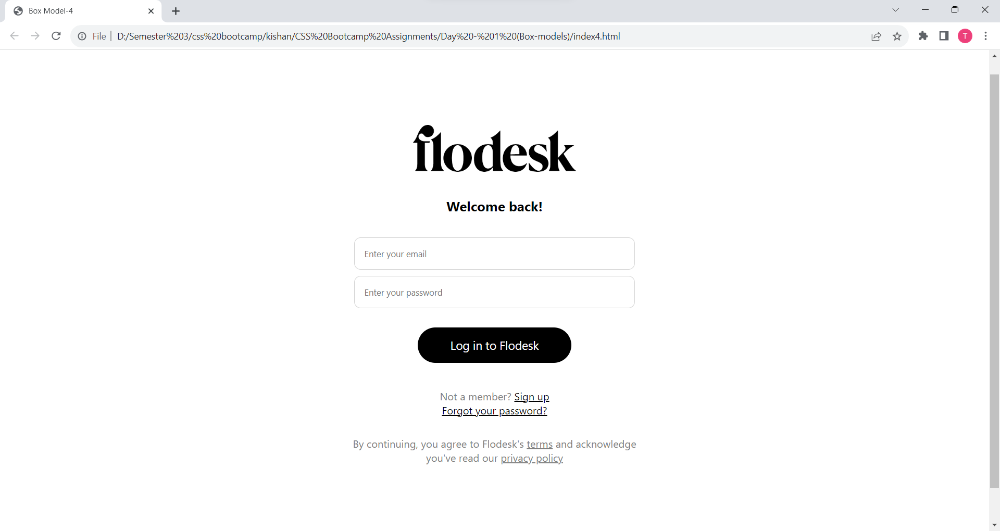 Box Model-4
File | D:/Semester%203/css%20bootcamp/kishan/CSS%20Bootcamp%20Assignments/Day%20-%201%20(Box-models)/index4.html
T
flodesk
Welcome back!
Enter your email
Enter your password
Log in to Flodesk
Not a member? Sign up
Forgot your password?
By continuing, you agree to Flodesk's terms and acknowledge
you've read our privacy policy